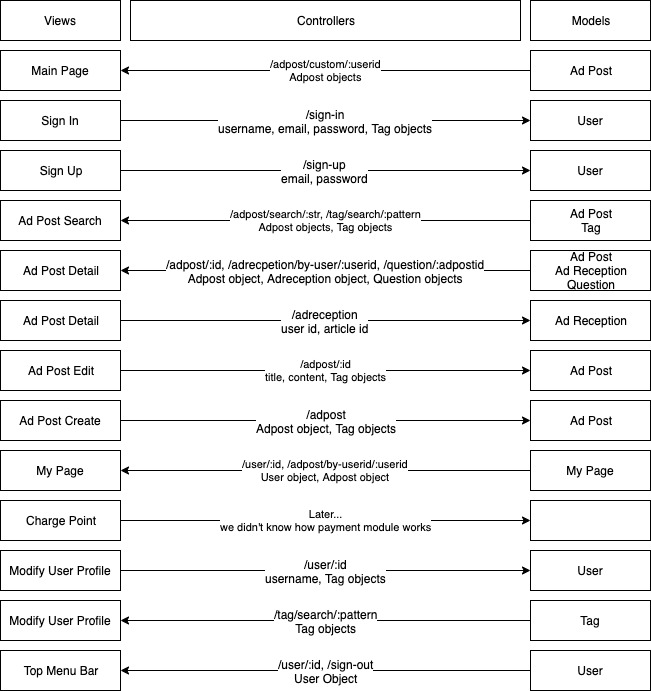 Views
Controllers
Models
Main Page
/adpost/custom/:userid
Adpost objects
Ad Post
Sign In
/sign-in
username, email, password, Tag objects
User
Sign Up
/sign-up
email, password
User
Ad Post Search
/adpost/search/:str, /tag/search/:pattern
Adpost objects, Tag objects
Ad Post
Tag
Ad Post Detail
/adpost/:id, /adrecpetion/by-user/:userid, /question/:adpostid
Adpost object, Adreception object, Question objects
Ad Post
Ad Reception
Question
Ad Post Detail
/adreception
user id, article id
Ad Reception
Ad Post Edit
/adpost/:id
title, content, Tag objects
Ad Post
Ad Post Create
/adpost
Adpost object, Tag objects
Ad Post
My Page
/user/:id, /adpost/by-userid/:userid
User object, Adpost object
My Page
Charge Point
Later...
we didn't know how payment module works
Modify User Profile
/user/:id
username, Tag objects
User
Modify User Profile
/tag/search/:pattern
Tag objects
Tag
Top Menu Bar
/user/:id, /sign-out
User Object
User